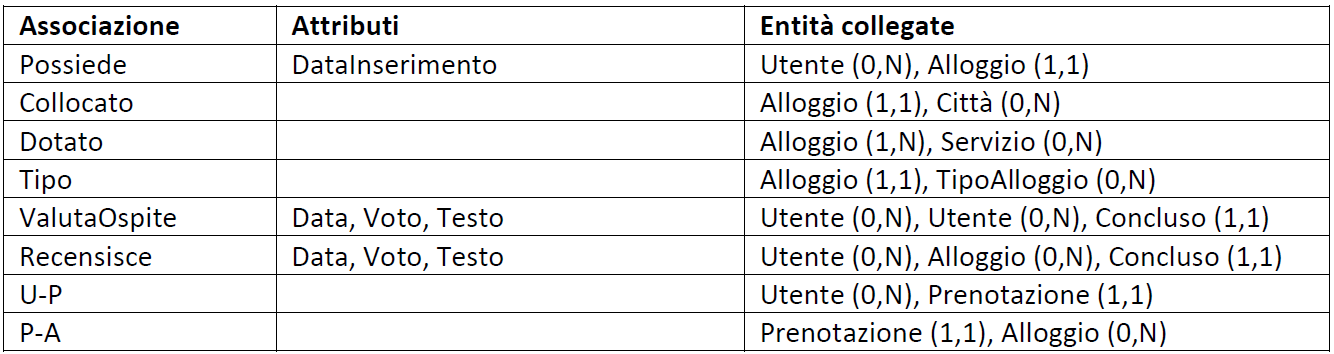 Associazione Attributi Entità collegate
Possiede DataInserimento Utente (0,N), Alloggio (1,1)
Collocato Alloggio (1,1), Città (0,N)
Dotato Alloggio (1,N), Servizio (0,N)
Tipo Alloggio (1,1), TipoAlloggio (0,N)
ValutaOspite Data, Voto, Testo Utente (0,N), Utente (0,N), Concluso (1,1)
Recensisce Data, Voto, Testo Utente (0,N), Alloggio (0,N), Concluso (1,1)
U-P Utente (0,N), Prenotazione (1,1)
P-A Prenotazione (1,1), Alloggio (0,N)